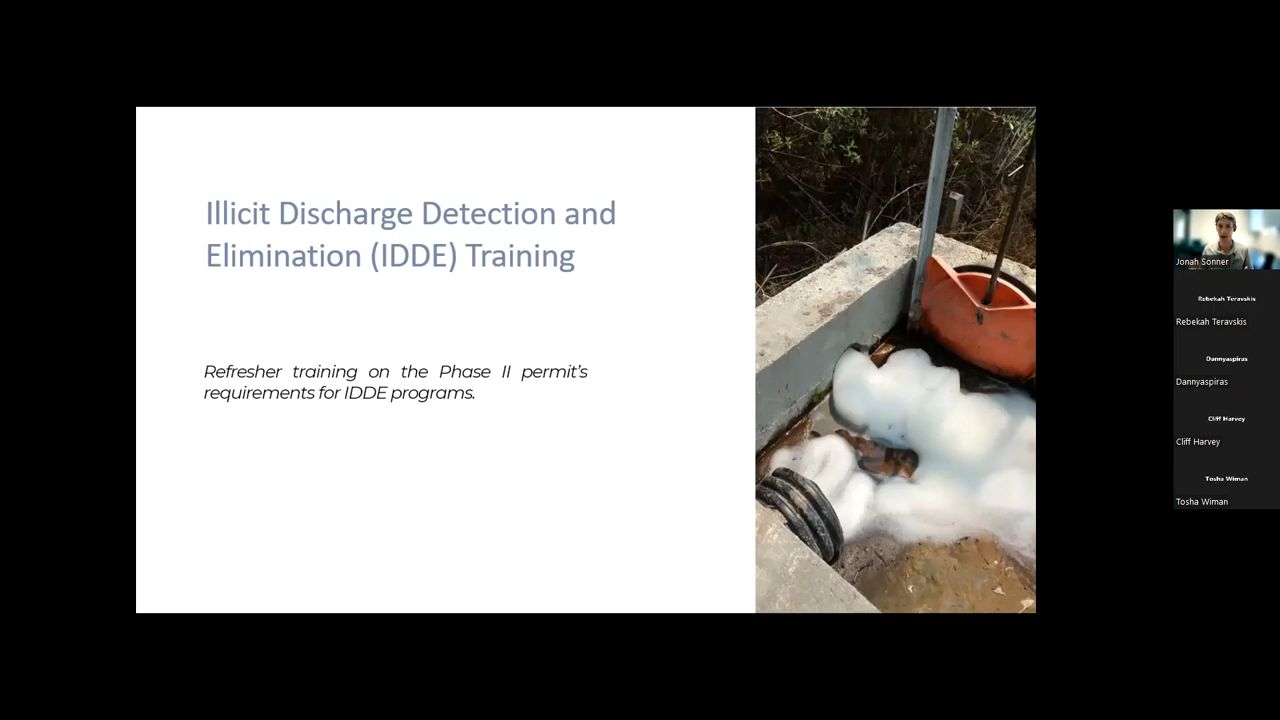 Illicit Discharge Detection and
Elimination (IDDE) Training
Refresher training on the Phase II permit’s
requirements for IDDE programs.
Jonah Sonner
Rebekah Teravskis
Rebekah Teravskis
Dannyaspiras
Dannyaspiras
Cliff Harvey
Cliff Harvey
Tosha Wiman
Tosha Wiman